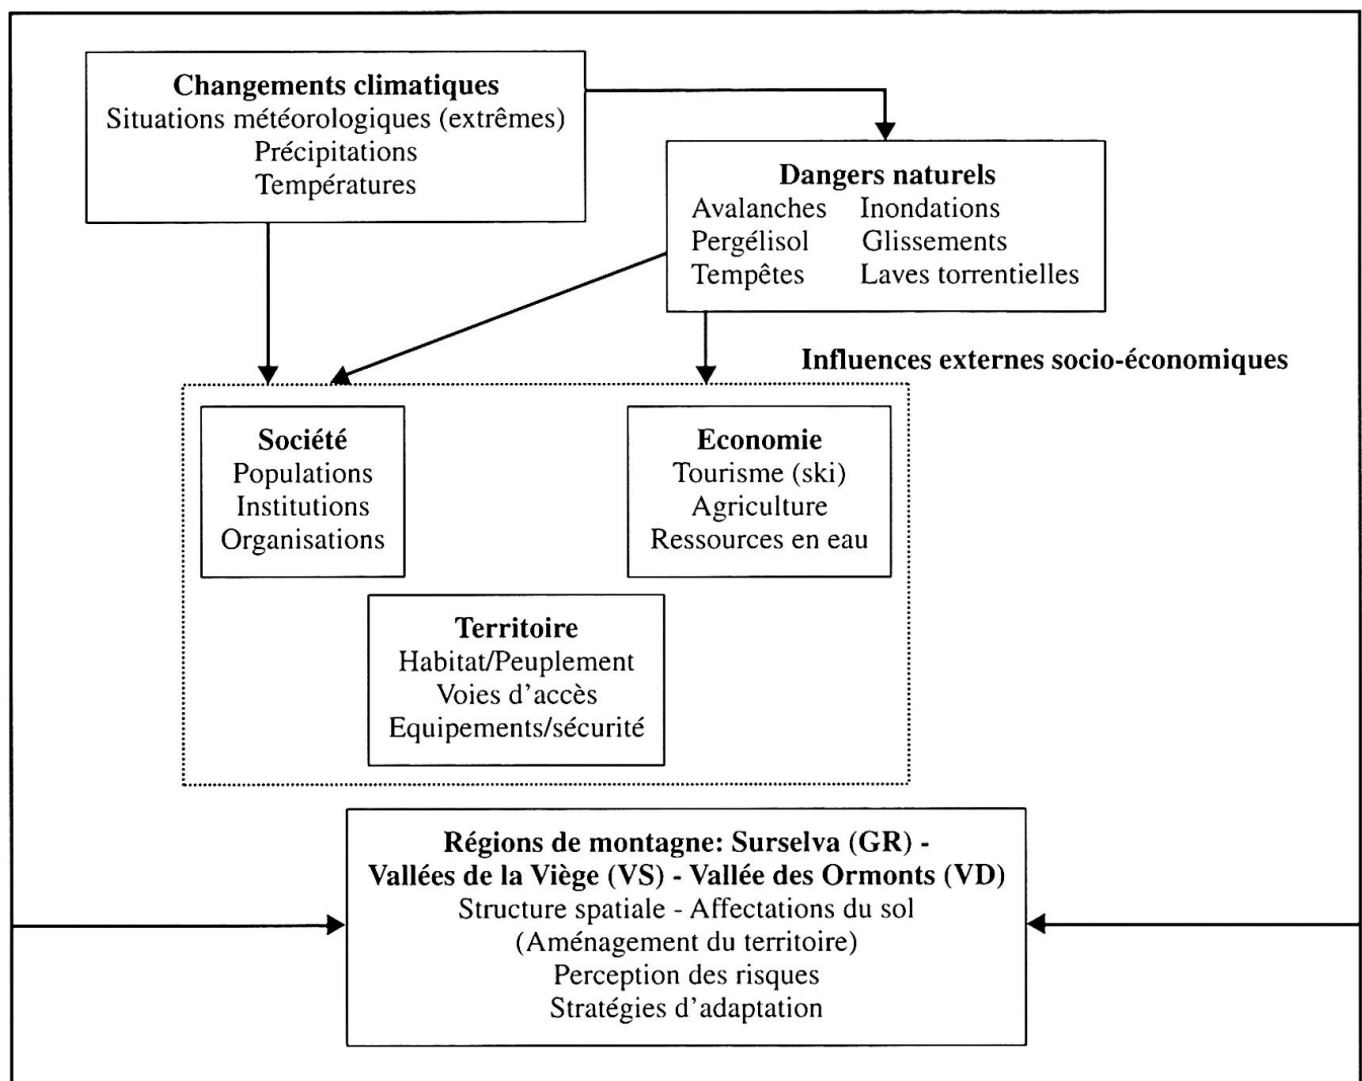 Changements climatiques
Situations météorologiques (extrêmes)
Précipitations
Températures
Dangers naturels
Avalanches Inondations
Pergélisol Glissements
Tempêtes Laves torrentielles
Influences externes socio-économiques
Société
Populations
Institutions
Organisations
Economie
Tourisme (ski)
Agriculture
Ressources en eau
Territoire
Habitat/Peuplement
Voies d’accès
Equipements/sécurité
Régions de montagne: Surselva (GR) -
Vallées de la Viège (VS) - Vallée des Ormonts (VD)
Structure spatiale - Affectations du sol
(Aménagement du territoire)
Perception des risques
Stratégies d’adaptation